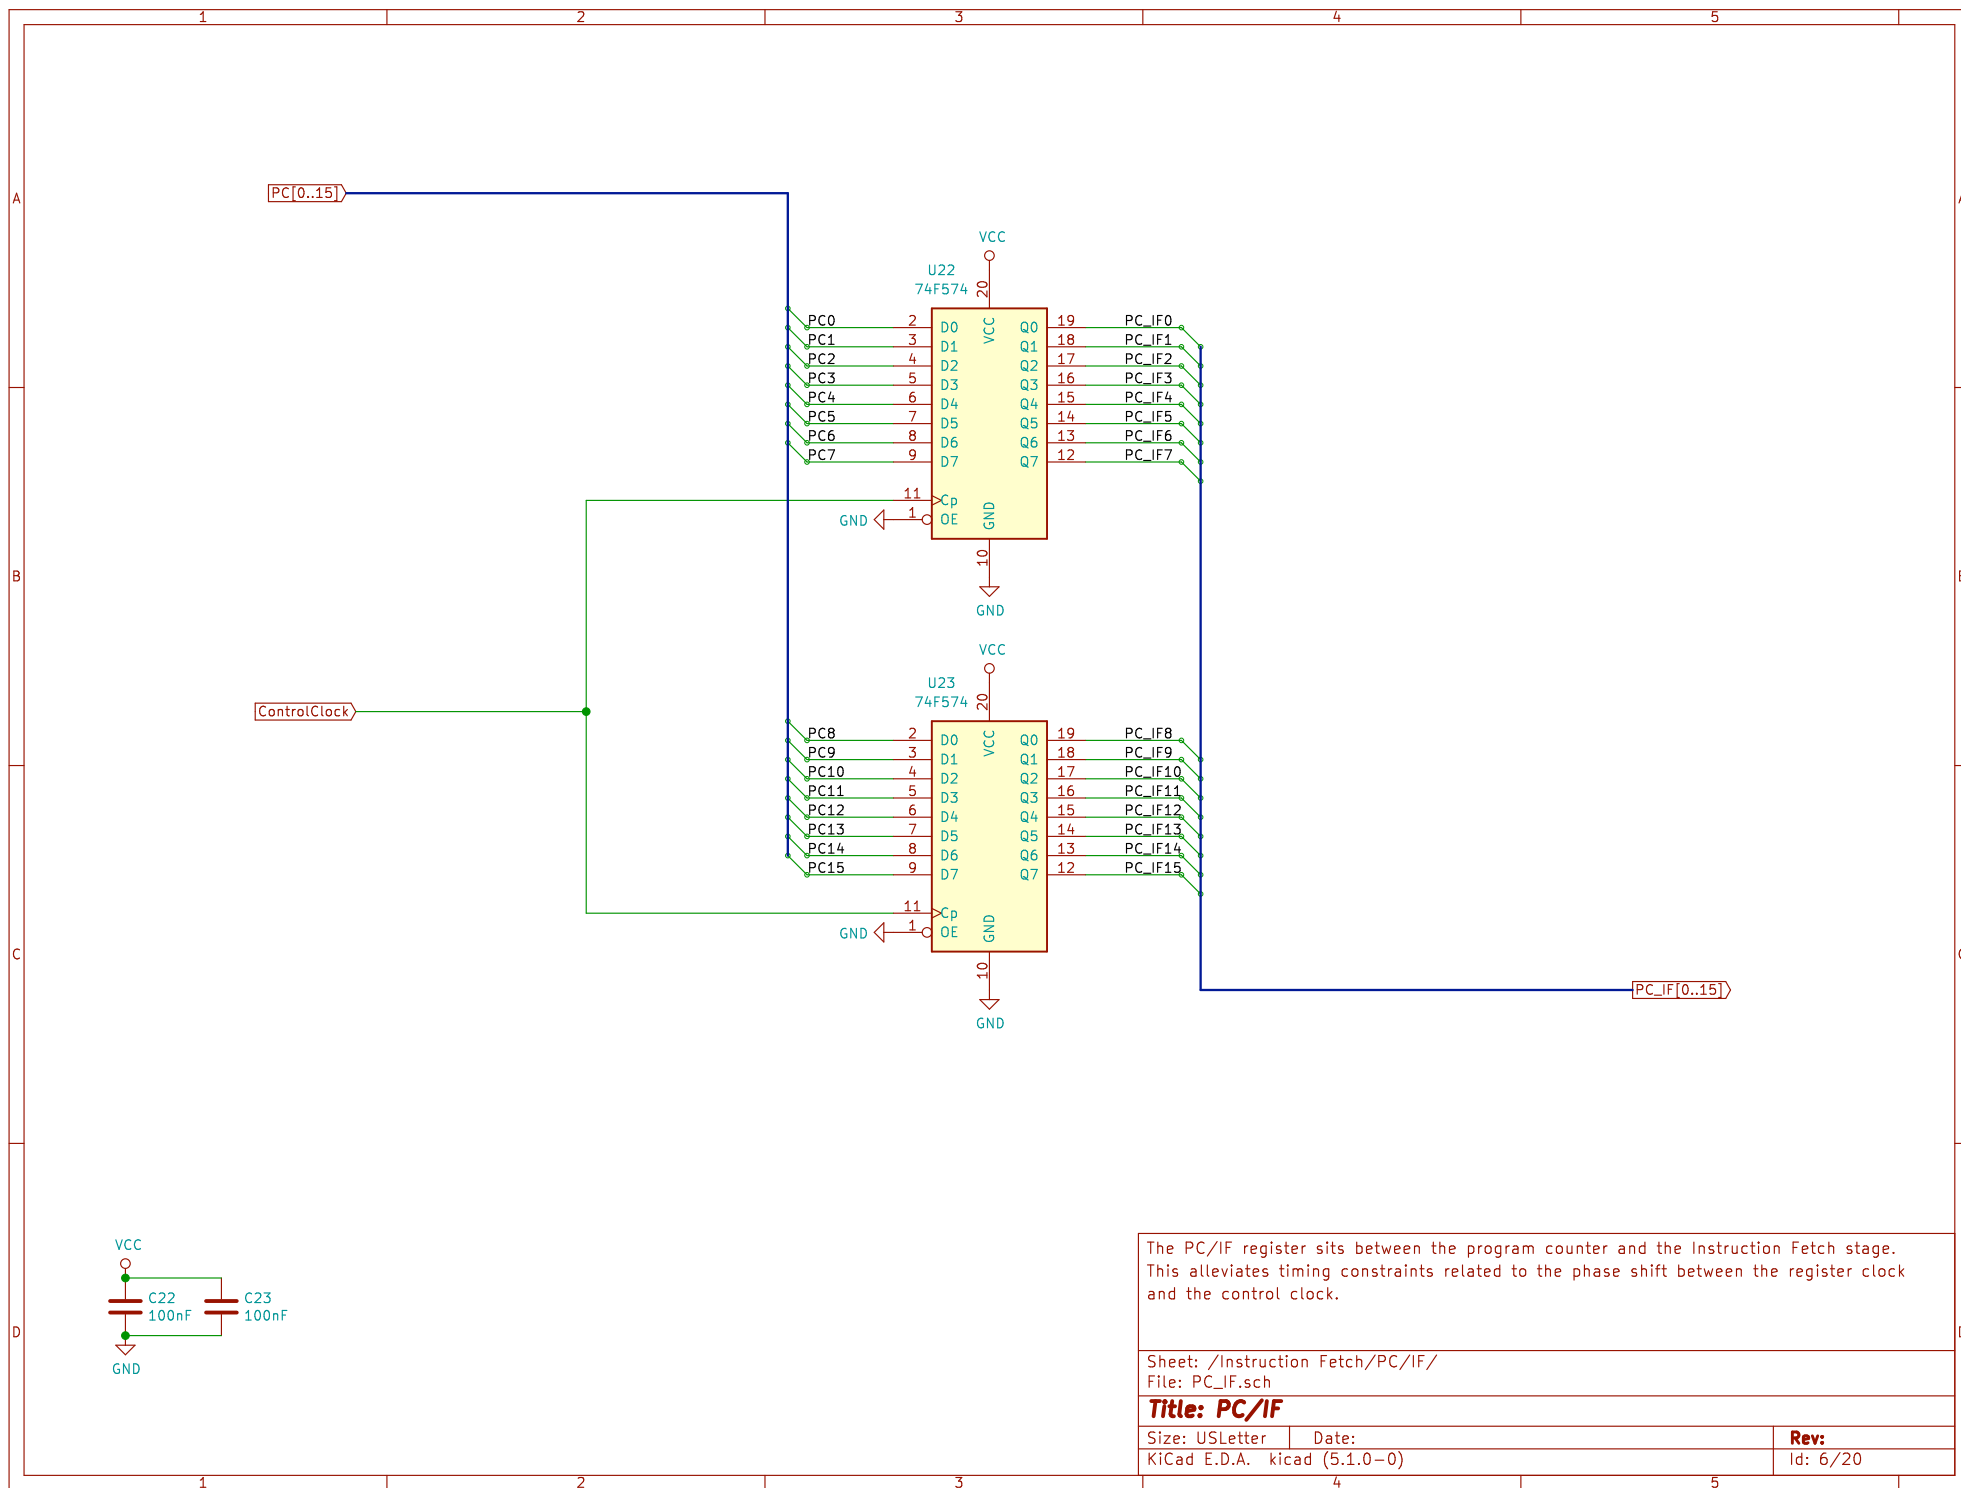 1 2 3 4 5
A
B
C
D
PC[0..15]
VCC
U22
74F574
20
VCC
PC0 2 D0 Q0 19 PC_IF0
PC1 3 D1 Q1 18 PC_IF1
PC2 4 D2 Q2 17 PC_IF2
PC3 5 D3 Q3 16 PC_IF3
PC4 6 D4 Q4 15 PC_IF4
PC5 7 D5 Q5 14 PC_IF5
PC6 8 D6 Q6 13 PC_IF6
PC7 9 D7 Q7 12 PC_IF7
11 Cp
GND 1 OE
GND
10
GND
ControlClock
VCC
U23
74F574
20
VCC
PC8 2 D0 Q0 19 PC_IF8
PC9 3 D1 Q1 18 PC_IF9
PC10 4 D2 Q2 17 PC_IF10
PC11 5 D3 Q3 16 PC_IF11
PC12 6 D4 Q4 15 PC_IF12
PC13 7 D5 Q5 14 PC_IF13
PC14 8 D6 Q6 13 PC_IF14
PC15 9 D7 Q7 12 PC_IF15
11 Cp
GND 1 OE
GND
10
GND
PC_IF[0..15]
VCC
C22
100nF
C23
100nF
GND
The PC/IF register sits between the program counter and the Instruction Fetch stage.
This alleviates timing constraints related to the phase shift between the register clock
and the control clock.
Sheet: /Instruction Fetch/PC/IF/
File: PC_IF.sch
Title: PC/IF
Size: USLetter Date: Rev:
KiCad E.D.A. kicad (5.1.0-0) Id: 6/20
1 2 3 4 5